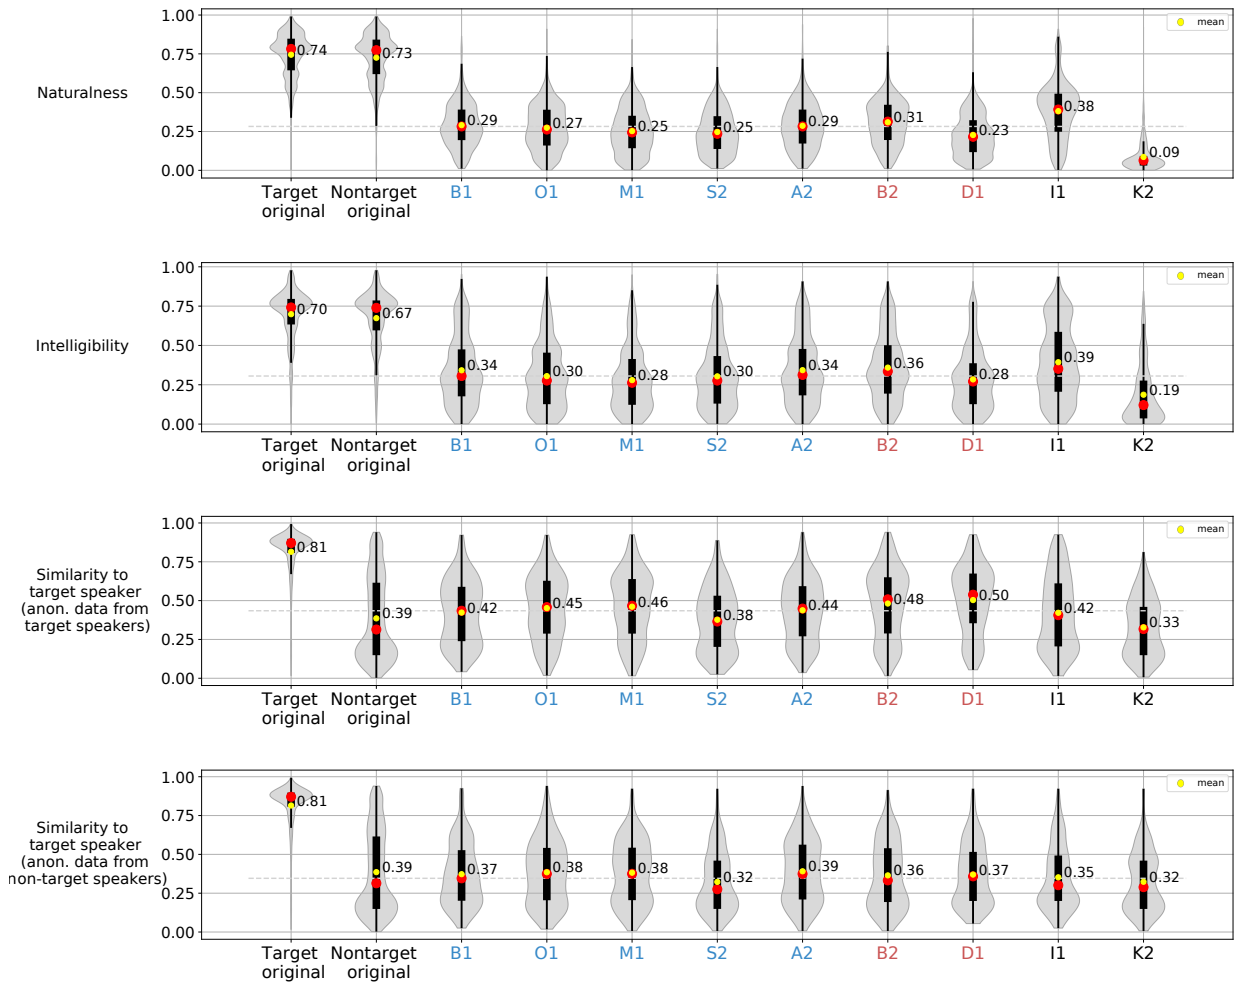 1.00
mean
0.75
0.74
0.73
Naturalness
0.50
0.29 0.27 0.25 0.25 0.29 0.31 0.23 0.38 0.09
0.25
0.00
Target original Nontarget original B1 O1 M1 S2 A2 B2 D1 I1 K2
1.00
mean
0.75
0.70 0.67
Intelligibility
0.50
0.34 0.30 0.28 0.30 0.34 0.36 0.28 0.39 0.19
0.25
0.00
Target original Nontarget original B1 O1 M1 S2 A2 B2 D1 I1 K2
1.00
mean
0.81
0.75
Similarity to
target speaker
(anon. data from
target speakers)
0.50
0.39 0.42 0.45 0.46 0.38 0.44 0.48 0.50 0.42 0.33
0.25
0.00
Target original Nontarget original B1 O1 M1 S2 A2 B2 D1 I1 K2
1.00
mean
0.81
0.75
Similarity to
target speaker
(anon. data from
non-target speakers)
0.50
0.39 0.37 0.38 0.38 0.32 0.39 0.36 0.37 0.35 0.32
0.25
0.00
Target original Nontarget original B1 O1 M1 S2 A2 B2 D1 I1 K2